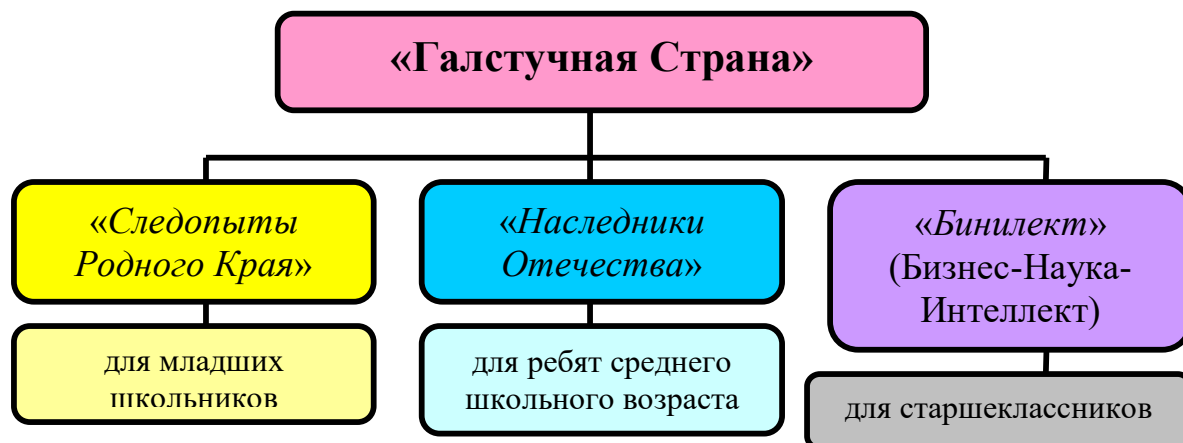 «Галстучная Страна»
«Следопыты
Родного Края»
«Наследники
Отечества»
«Бинилект»
(Бизнес-Наука-
Интеллект)
для младших
школьников
для ребят среднего
школьного возраста
для старшеклассников